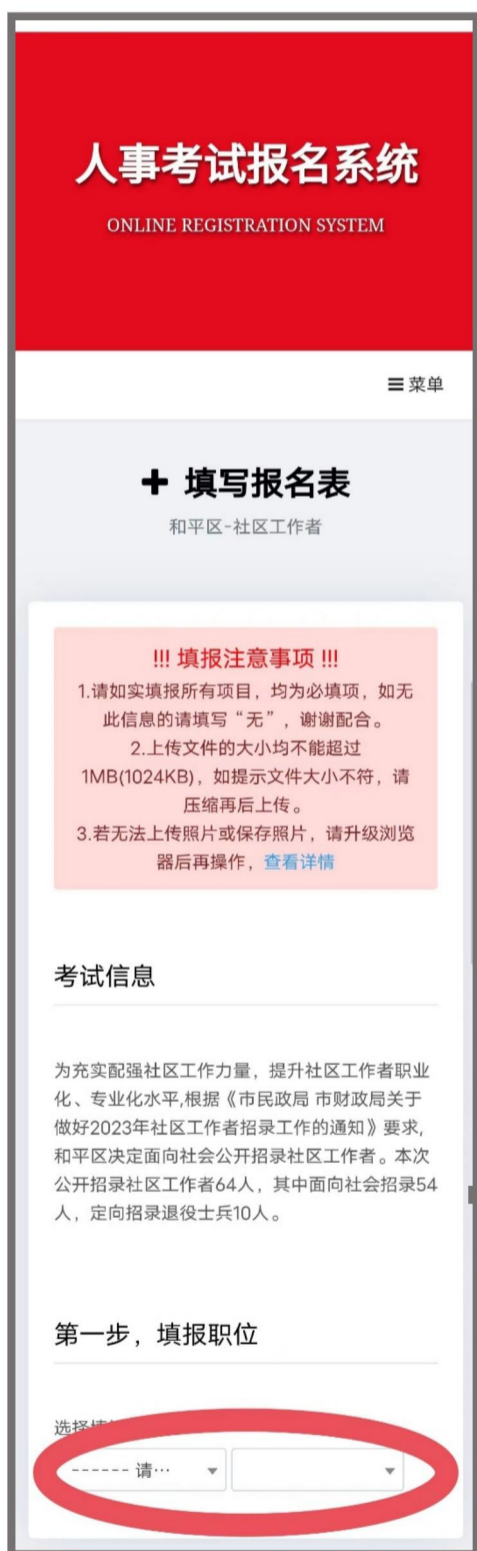 人事考试报名系统
ONLINE REGISTRATION SYSTEM
菜单
填写报名表
和平区-社区工作者
!!! 填报注意事项 !!!
1.请如实填报所有项目，均为必填项，如无
此信息的请填写“无”，谢谢配合。
2.上传文件的大小均不能超过
1MB(1024KB)，如提示文件大小不符，请
压缩再后上传。
3.若无法上传照片或保存照片，请升级浏览
器后再操作，查看详情
考试信息
为充实配强社区工作力量，提升社区工作者职业
化、专业化水平,根据《市民政局 市财政局关于
做好2023年社区工作者招录工作的通知》要求,
和平区决定面向社会公开招录社区工作者。本次
公开招录社区工作者64人，其中面向社会招录54
人，定向招录退役士兵10人。
第一步，填报职位
选择
------ 请…